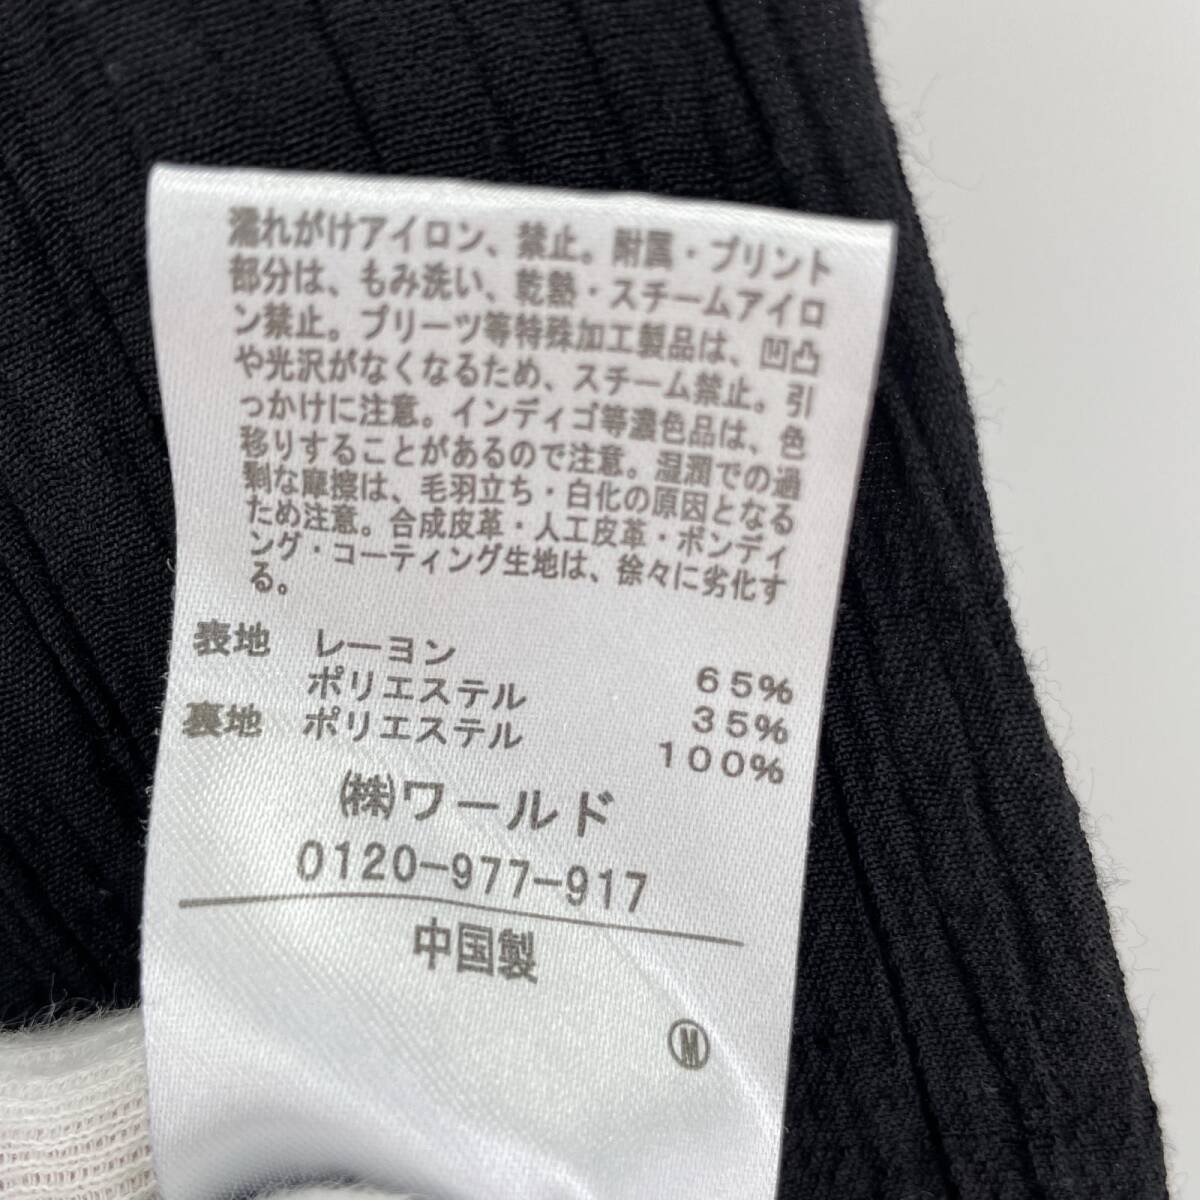 濡れがけアイロン、禁止。附属・プリント
部分は、もみ洗い、乾熱・スチームアイロ
ン禁止。プリーツ等特殊加工製品は、凹凸
や光沢がなくなるため、スチーム禁止。引
っかけに注意。インディゴ等濃色品は、色
移りすることがあるので注意。湿潤での過
剰な摩擦は、毛羽立ち・白化の原因となる
ため注意。合成皮革・人工皮革・ボンディ
ング・コーティング生地は、徐々に劣化す
る。
表地 レーヨン 65%
ポリエステル 35%
裏地 ポリエステル 100%
㈱ワールド
0120-977-917
中国製
Ⓜ